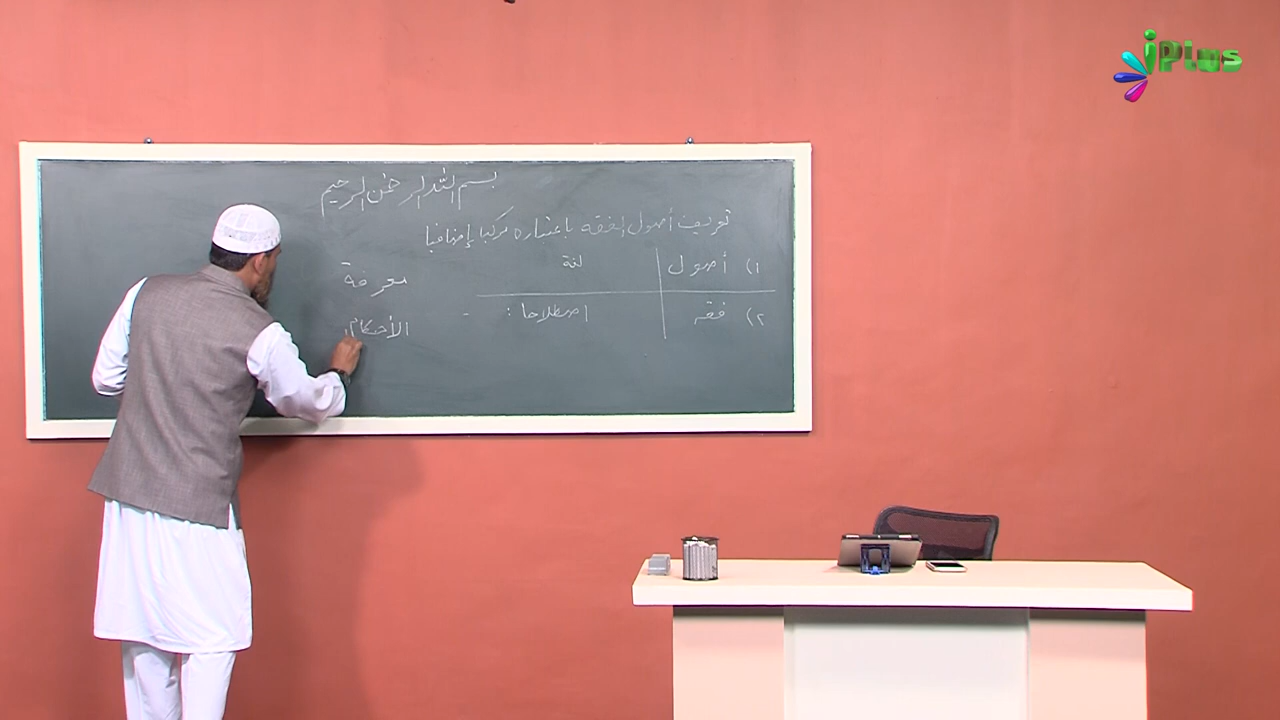 iPlus
بسم الله الرحمن الرحيم
تعريف أصول الفقه باعتباره مركبا إضافيا
١) أصول لغة معرفة
٢) فقه اصطلاحا : - الأحكام